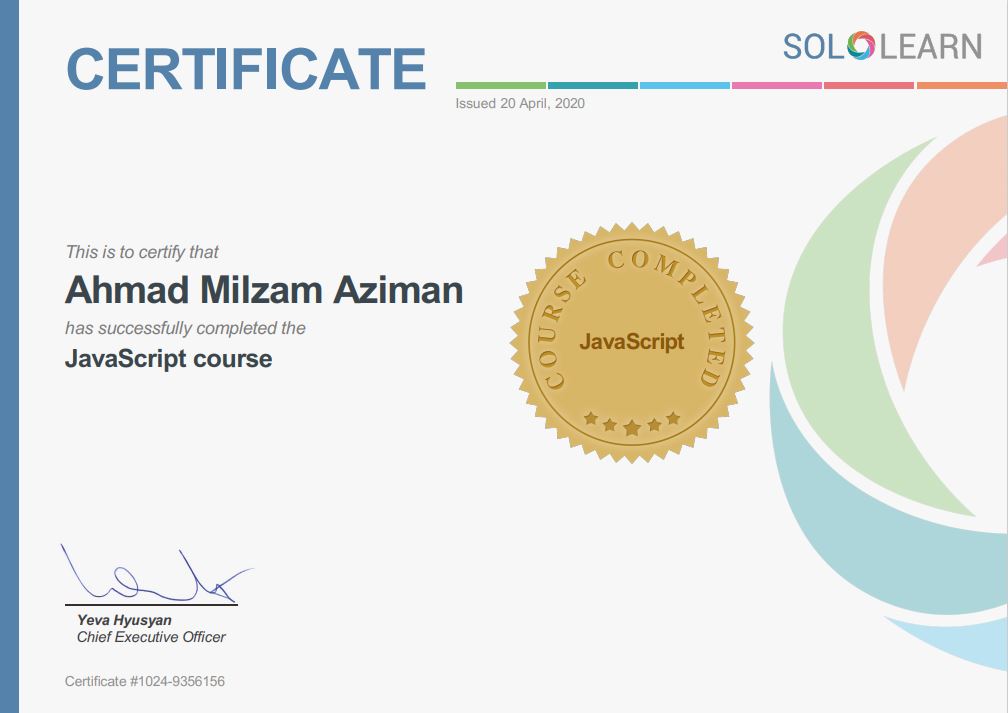 CERTIFICATE
SOLOLEARN
Issued 20 April, 2020
This is to certify that
Ahmad Milzam Aziman
has successfully completed the
JavaScript course
COURSE COMPLETED
JavaScript
Yeva Hyusyan
Chief Executive Officer
Certificate #1024-9356156